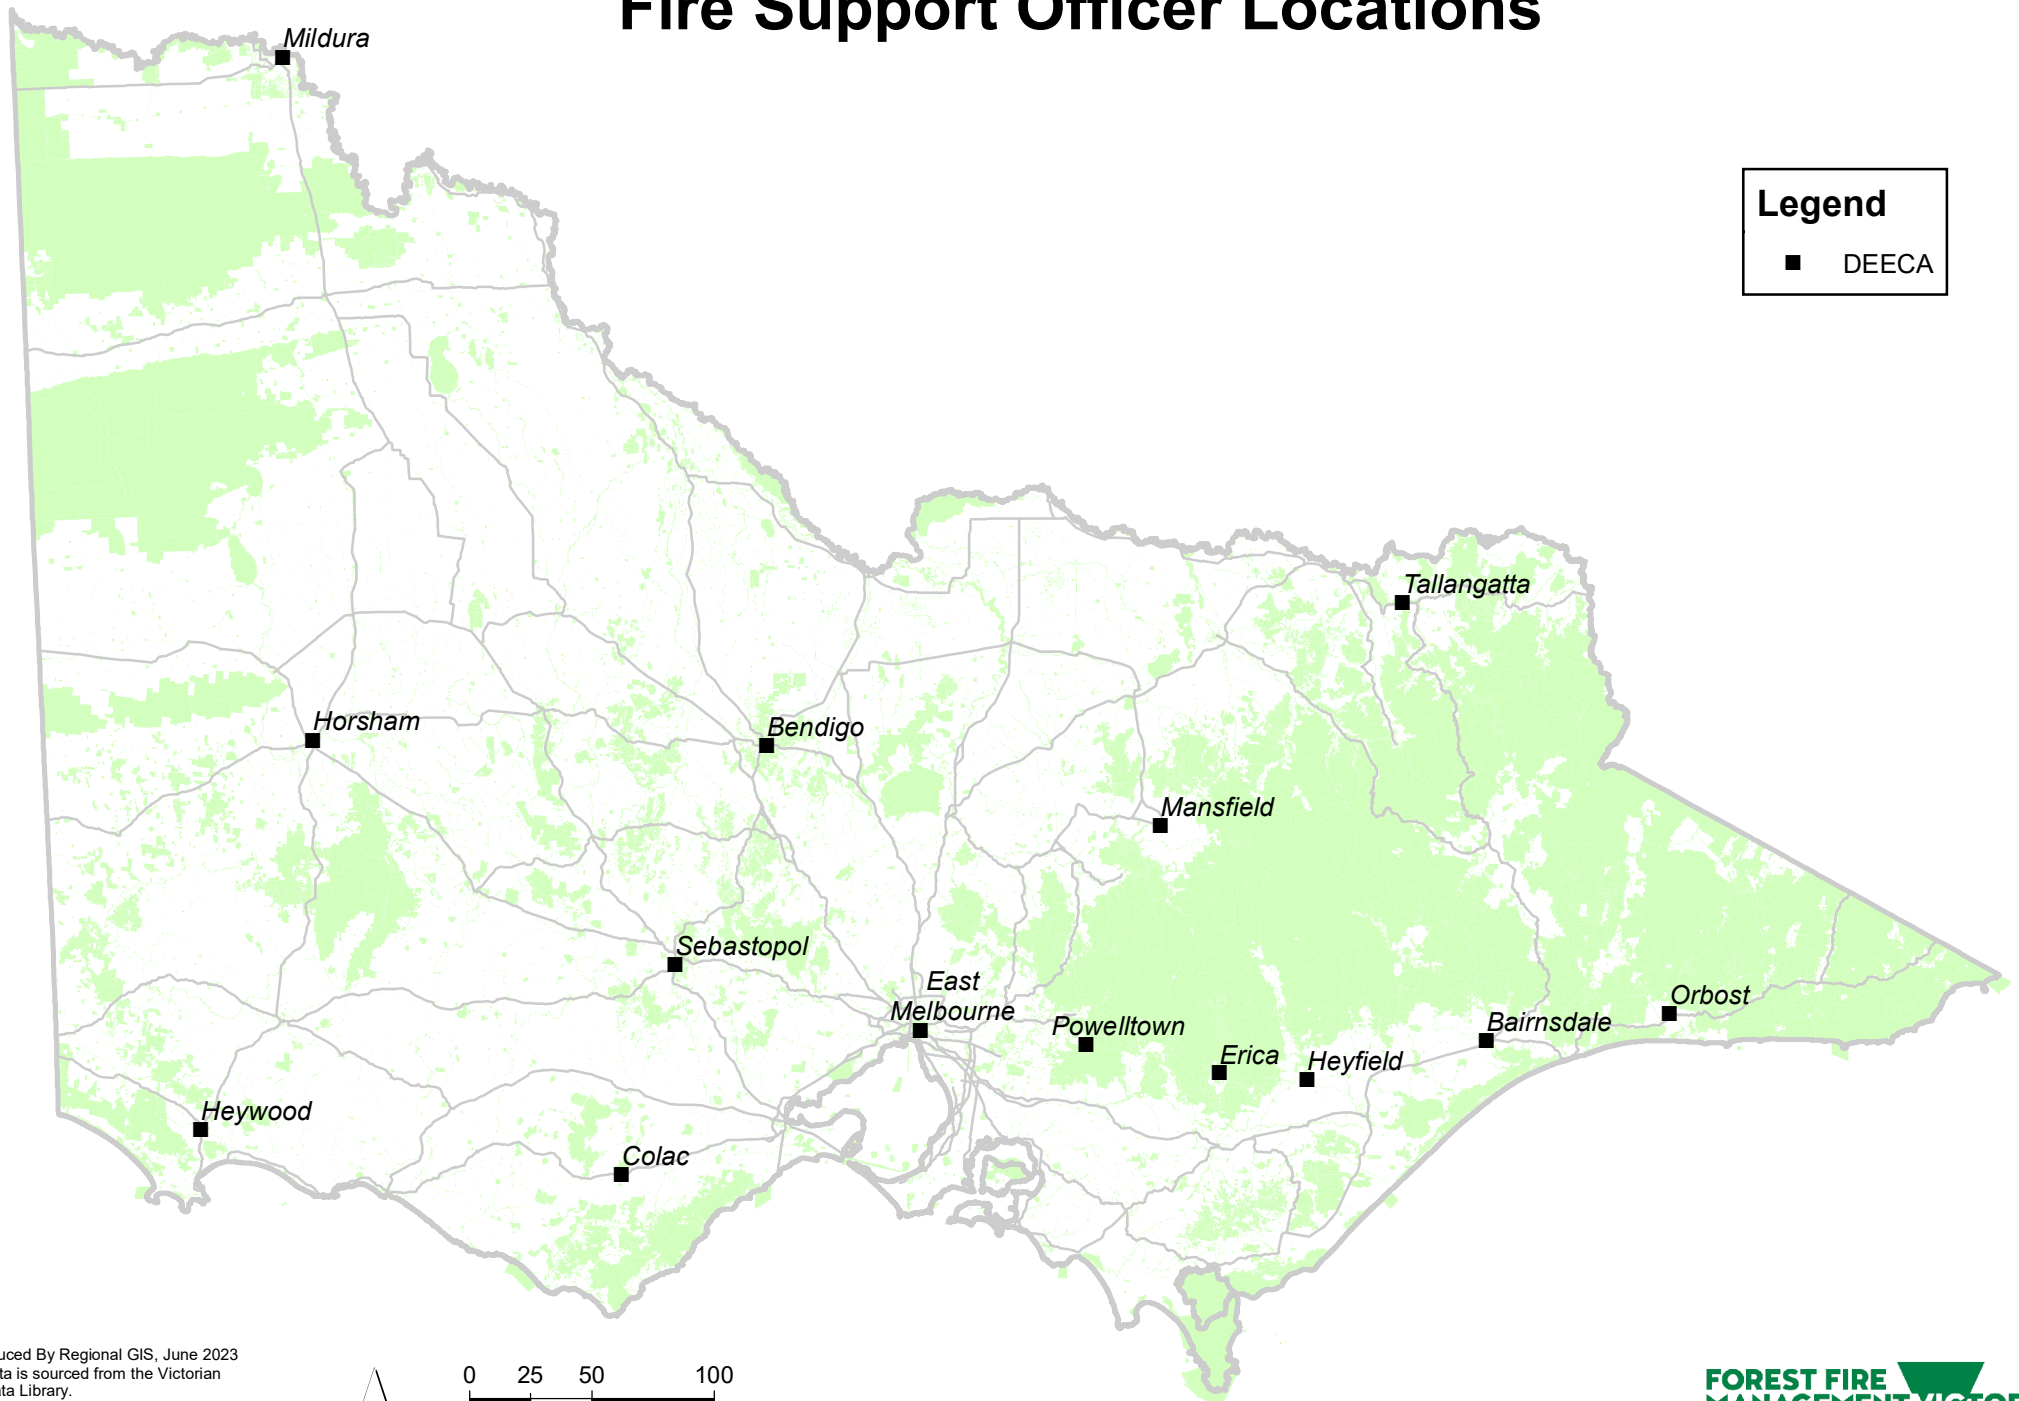 Fire Support Officer Locations
Mildura
Legend
DEECA
Tallangatta
Horsham
Bendigo
Mansfield
Sebastopol
East
Melbourne
Powelltown
Erica
Heyfield
Bairnsdale
Orbost
Heywood
Colac
uced By Regional GIS, June 2023
ta is sourced from the Victorian
ta Library.
0 25 50 100
FOREST FIRE
MANAGEMENT VICTOR